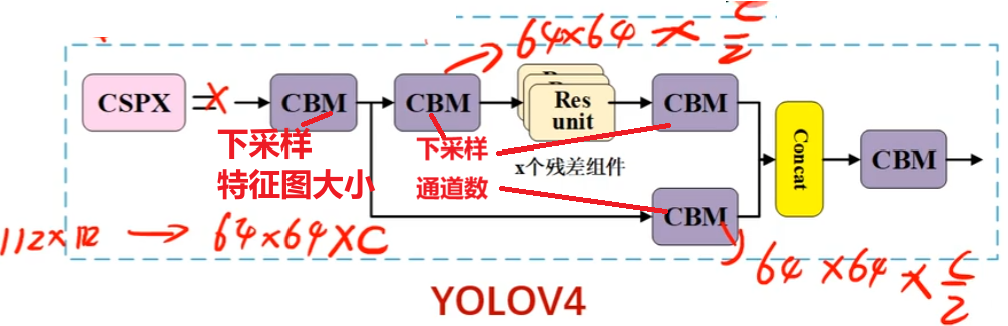 64×64 × C/2
CSPX = X
CBM
CBM
Res
unit
CBM
下采样
特征图大小
下采样
通道数
x个残差组件
Concat
CBM
CBM
112×112 → 64×64×C
64 × 64 × C/2
YOLOV4